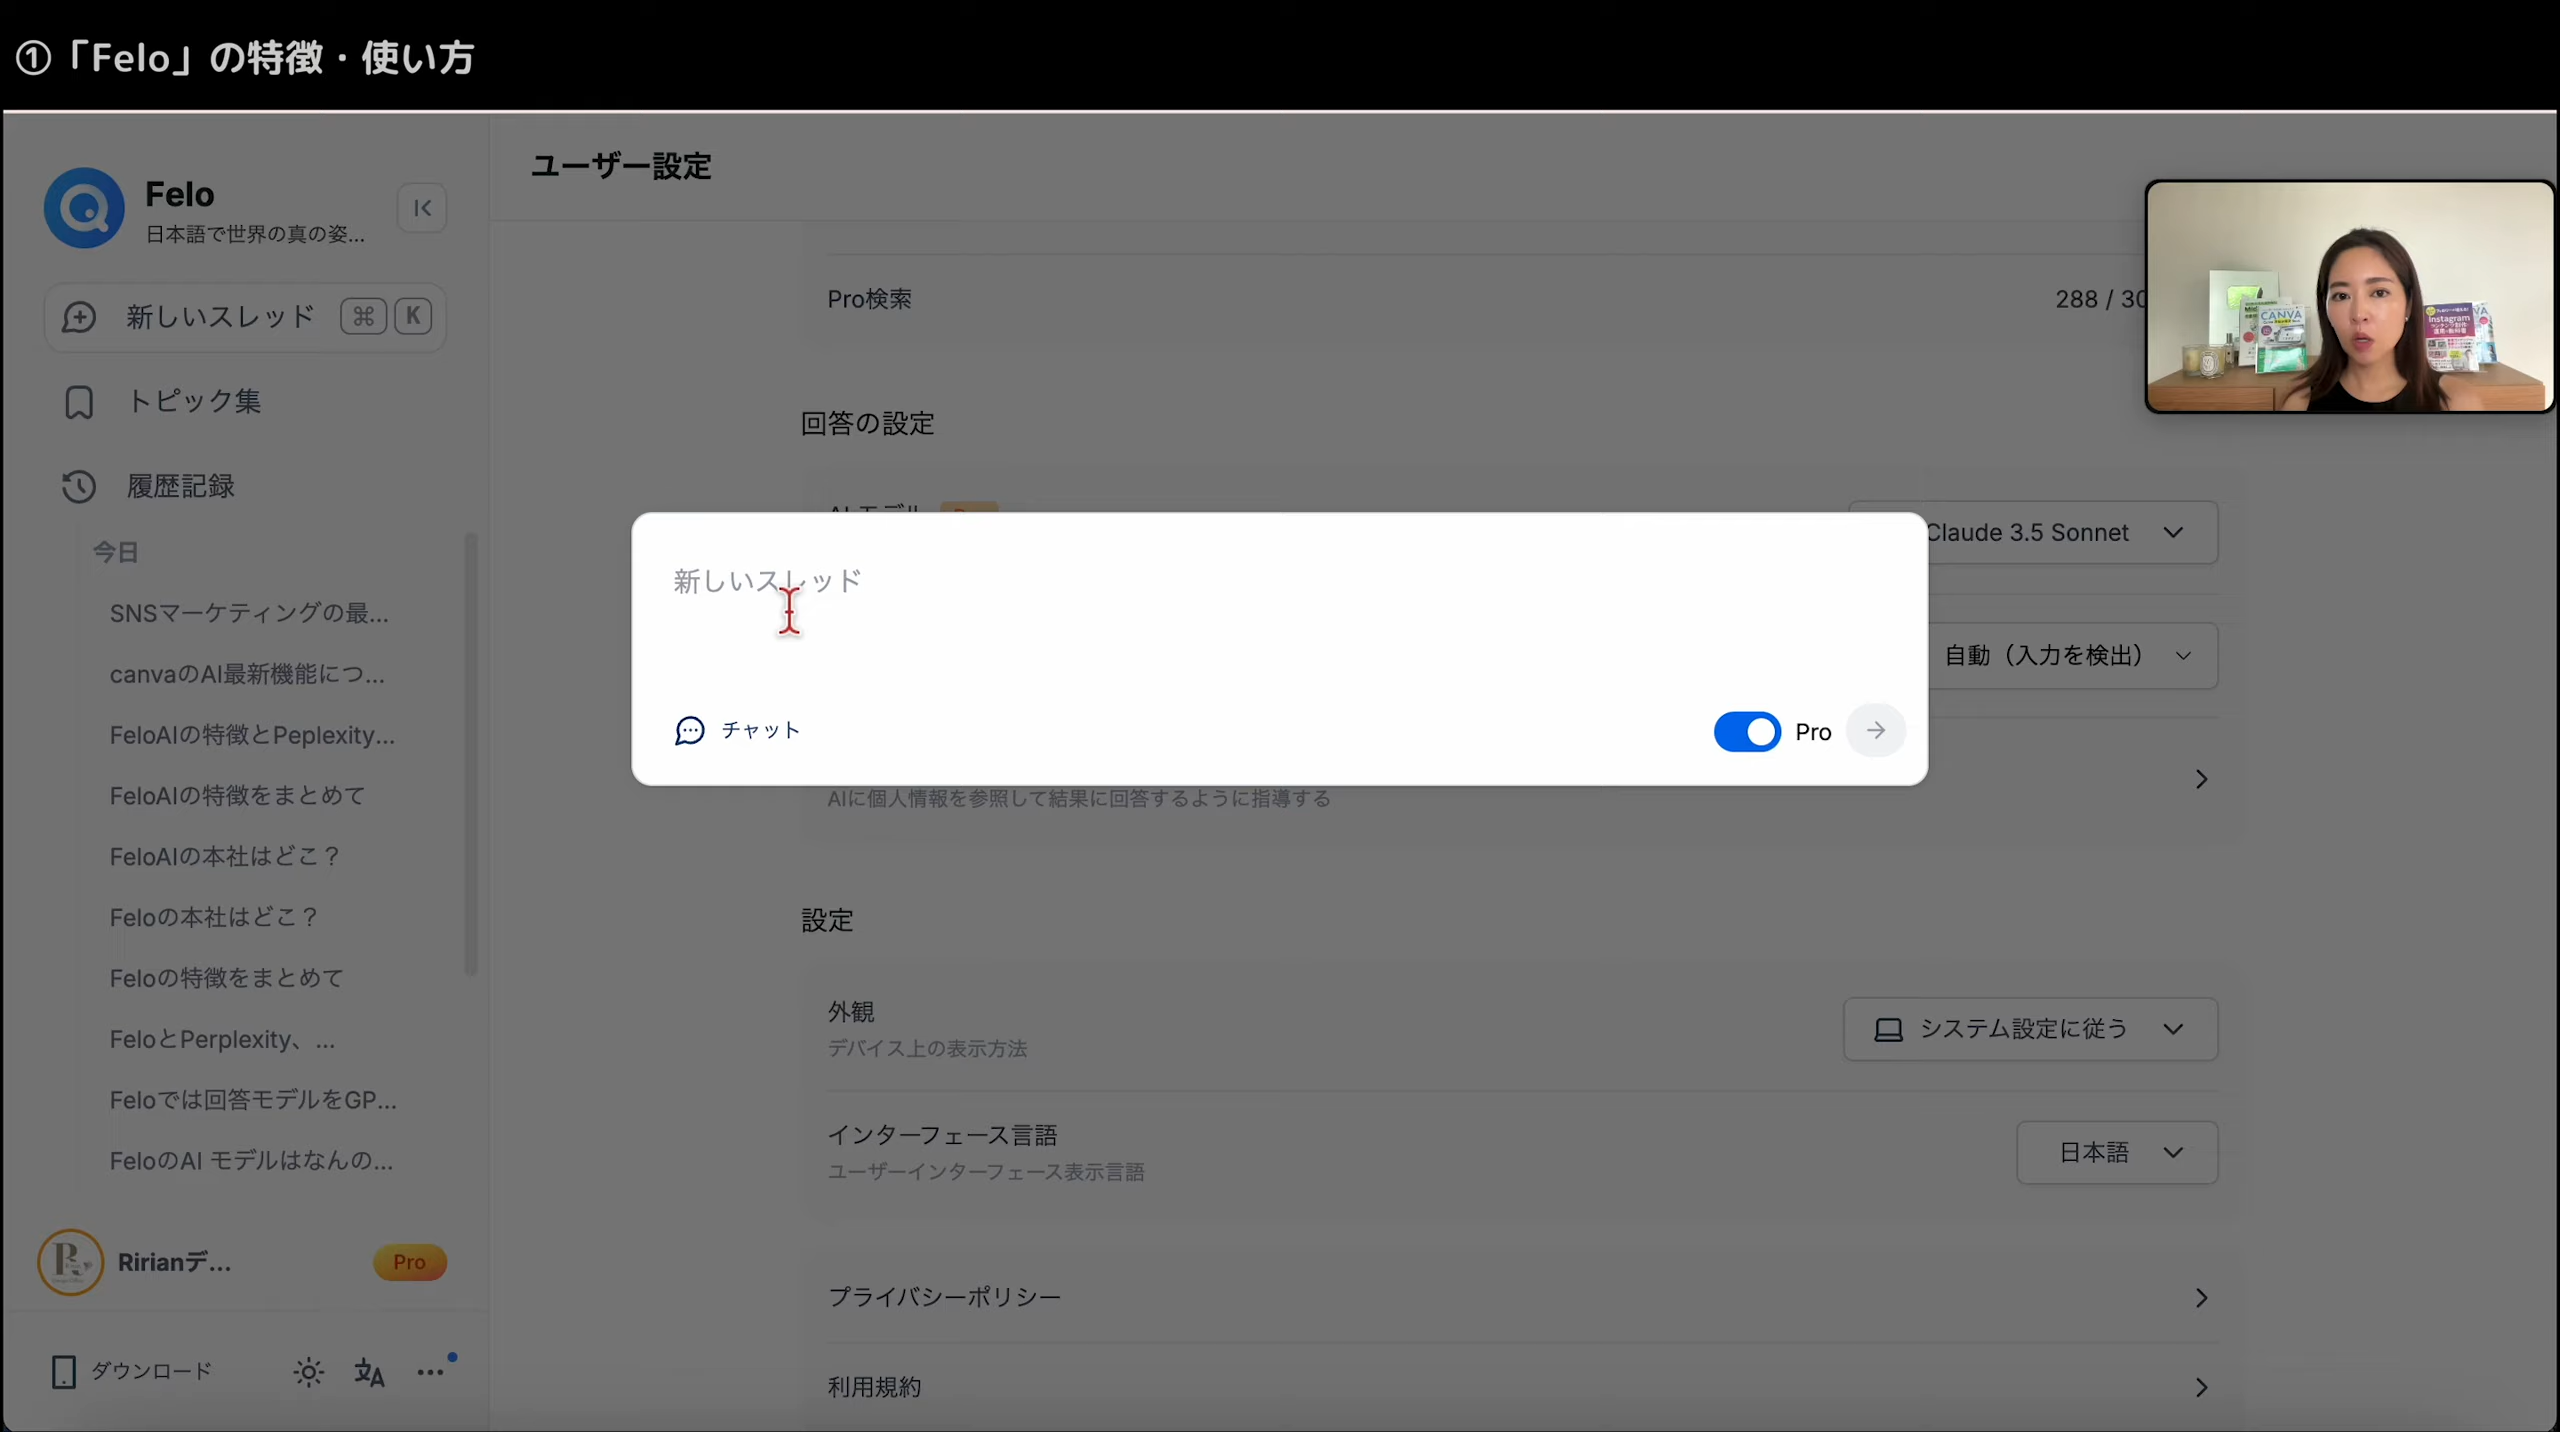 ①「Felo」の特徴・使い方
Felo
日本語で世界の真の姿...
新しいスレッド ⌘ K
トピック集
履歴記録
今日
SNSマーケティングの最...
canvaのAI最新機能につ...
FeloAIの特徴とPeplexity...
FeloAIの特徴をまとめて
FeloAIの本社はどこ？
Feloの本社はどこ？
Feloの特徴をまとめて
FeloとPerplexity、...
Feloでは回答モデルをGP...
FeloのAI モデルはなんの...
Ririanデ...
Pro
ダウンロード
ユーザー設定
Pro検索
288 / 30
回答の設定
Claude 3.5 Sonnet
新しいスレッド
自動（入力を検出）
チャット
Pro
AIに個人情報を参照して結果に回答するように指導する
設定
外観
デバイス上の表示方法
システム設定に従う
インターフェース言語
ユーザーインターフェース表示言語
日本語
プライバシーポリシー
利用規約
CANVA
Instagram